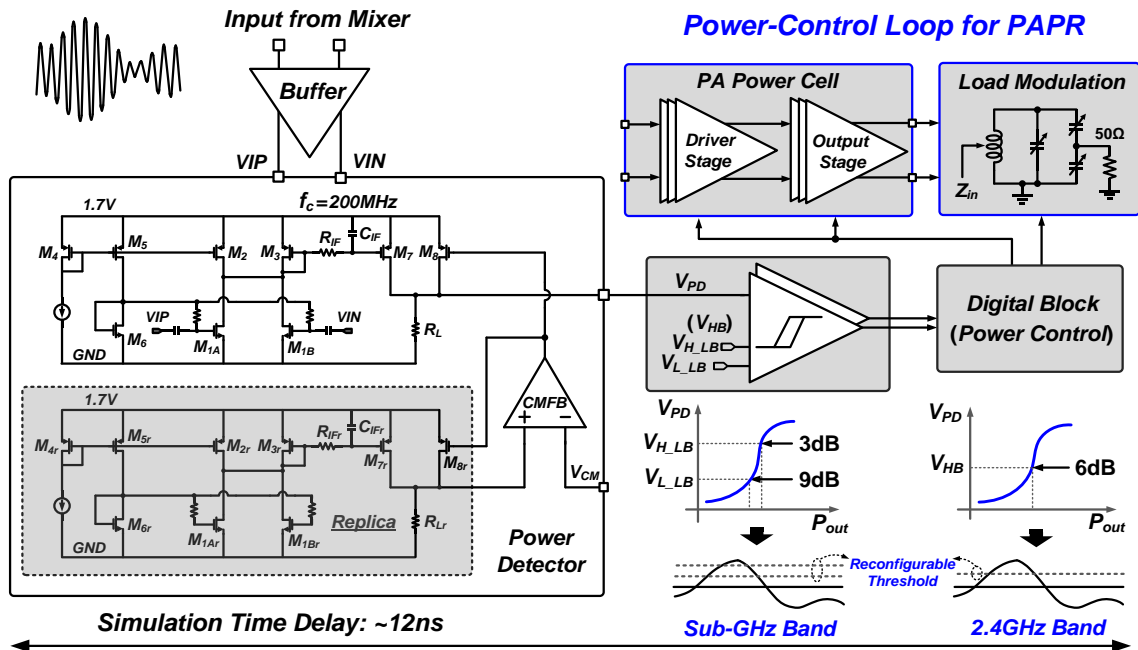 Input from Mixer
Buffer
VIP
VIN
f_c=200MHz
1.7V
M_4
M_5
M_2
M_3
R_IF
C_IF
M_7
M_8
VIP
VIN
M_6
M_1A
M_1B
R_L
GND
1.7V
M_4r
M_5r
M_2r
M_3r
R_IFr
C_IFr
M_7r
M_8r
M_6r
M_1Ar
M_1Br
Replica
R_Lr
GND
CMFB
+
−
V_CM
Power
Detector
Simulation Time Delay: ~12ns
Power-Control Loop for PAPR
PA Power Cell
Driver
Stage
Output
Stage
Load Modulation
50Ω
Z_in
V_PD
(V_HB)
V_H_LB
V_L_LB
Digital Block
(Power Control)
V_PD
V_H_LB
V_L_LB
3dB
9dB
P_out
V_PD
V_HB
6dB
P_out
Reconfigurable
Threshold
Sub-GHz Band
2.4GHz Band